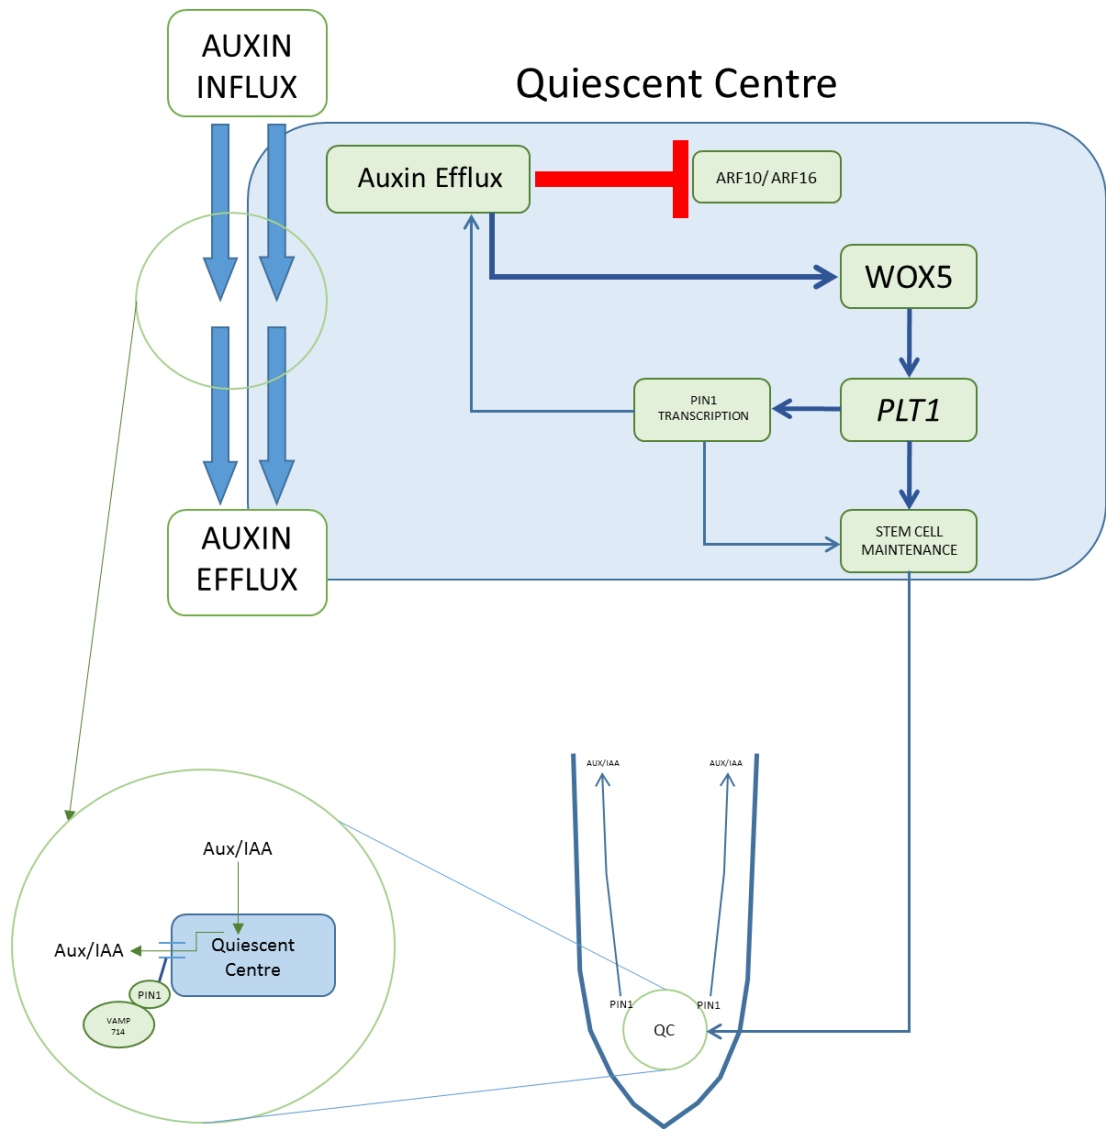 AUXIN
INFLUX
Quiescent Centre
Auxin Efflux
ARF10/ ARF16
WOX5
PIN1
TRANSCRIPTION
PLT1
AUXIN
EFFLUX
STEM CELL
MAINTENANCE
AUX/IAA
AUX/IAA
Aux/IAA
Aux/IAA
Quiescent
Centre
PIN1
VAMP
714
PIN1
PIN1
QC